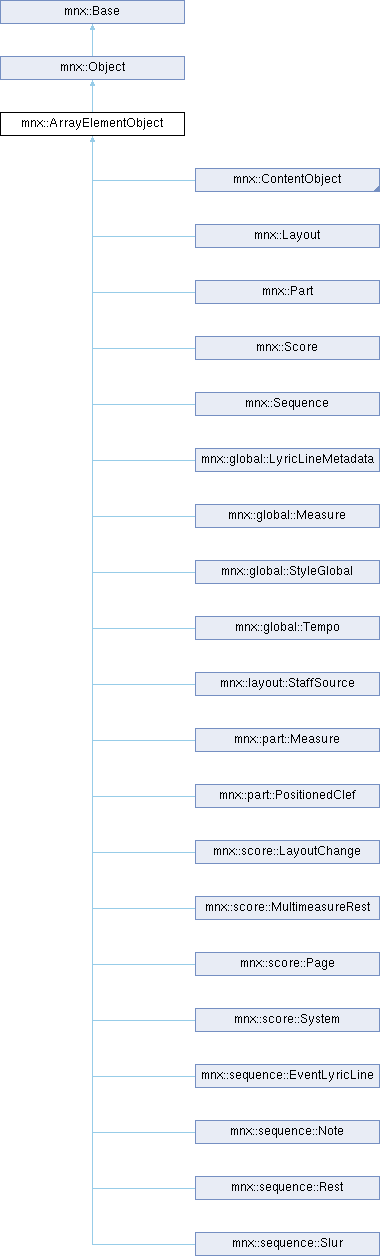 mnx::Base
mnx::Object
mnx::ArrayElementObject
mnx::ContentObject
mnx::Layout
mnx::Part
mnx::Score
mnx::Sequence
mnx::global::LyricLineMetadata
mnx::global::Measure
mnx::global::StyleGlobal
mnx::global::Tempo
mnx::layout::StaffSource
mnx::part::Measure
mnx::part::PositionedClef
mnx::score::LayoutChange
mnx::score::MultimeasureRest
mnx::score::Page
mnx::score::System
mnx::sequence::EventLyricLine
mnx::sequence::Note
mnx::sequence::Rest
mnx::sequence::Slur